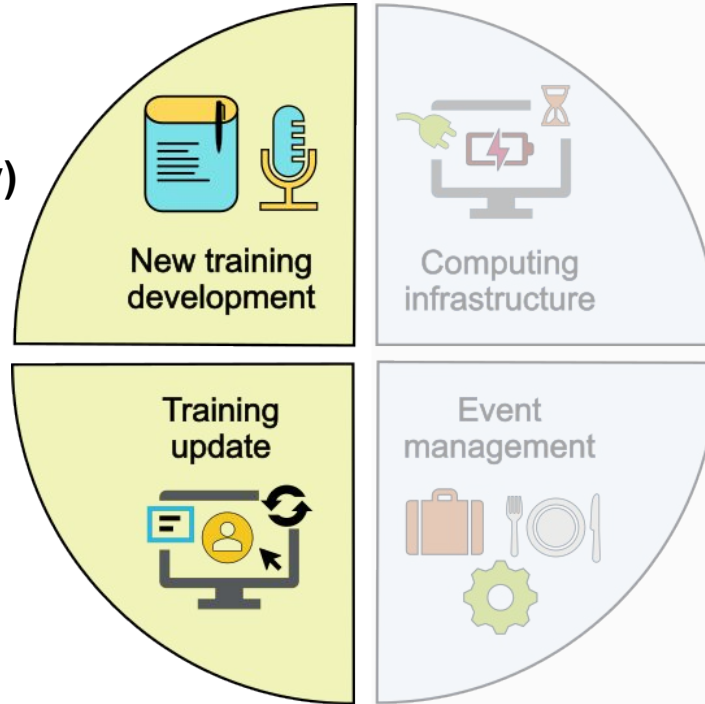 )
New training
development
Computing
infrastructure
Training
update
Event
management